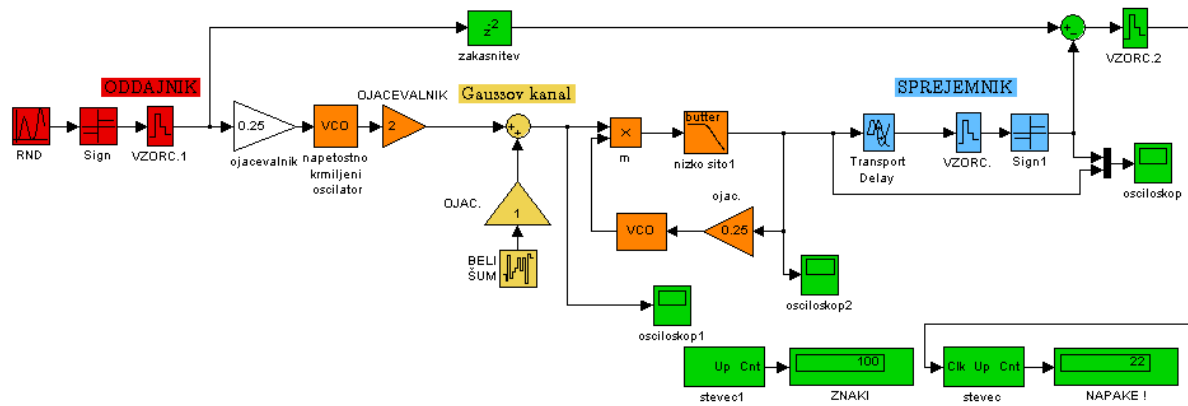 z^-2
zakasnitev
VZORC.2
ODDAJNIK
RND
Sign
VZORC.1
0.25
ojacevalnik
VCO
napetostno
krmiljeni
oscilator
OJACEVALNIK
2
Gaussov kanal
OJAC.
1
BELI
ŠUM
x
m
butter
nizko sito1
VCO
ojac.
0.25
osciloskop2
osciloskop1
SPREJEMNIK
Transport
Delay
VZORC.
Sign1
osciloskop
Up Cnt
stevec1
100
ZNAKI
Clk Up Cnt
stevec
22
NAPAKE !